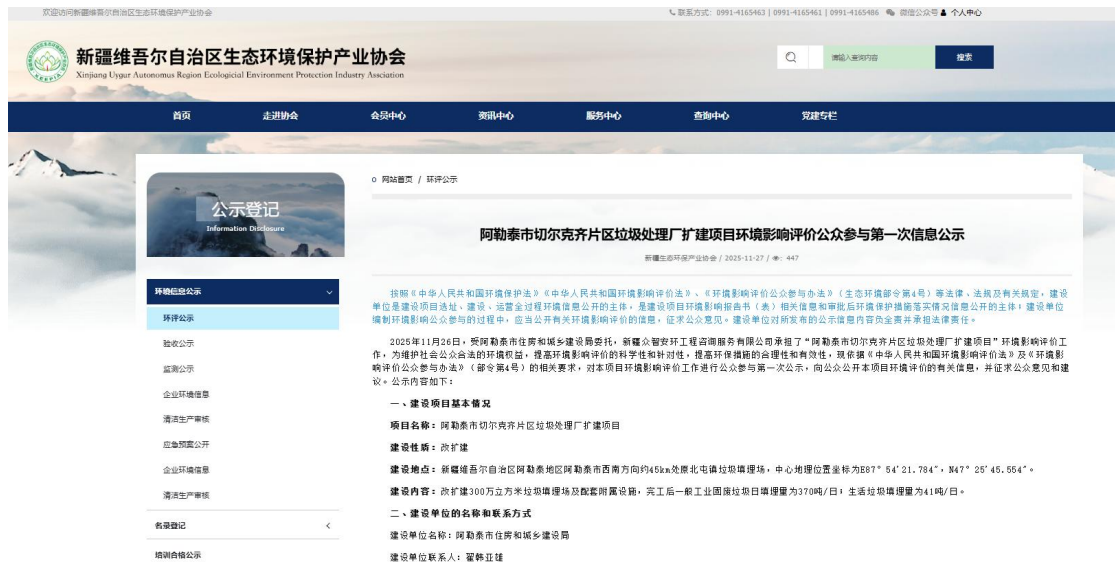 欢迎访问新疆维吾尔自治区生态环境保护产业协会
联系方式: 0991-4165463 | 0991-4165461 | 0991-4165486 微信公众号 个人中心
新疆维吾尔自治区生态环境保护产业协会
Xinjiang Uygur Autonomus Region Ecologicial Environment Protection Industry Association
请输入查询内容
搜索
首页 走进协会 会员中心 资讯中心 服务中心 查询中心 党建专栏
公示登记
Information Disclosure
网站首页 / 环评公示
阿勒泰市切尔克齐片区垃圾处理厂扩建项目环境影响评价公众参与第一次信息公示
新疆生态环保产业协会 / 2025-11-27 / : 447
环境信息公示
环评公示
验收公示
监测公示
企业环境信息
清洁生产审核
应急预案公开
企业环境信息
清洁生产审核
名录登记
培训合格公示
按照《中华人民共和国环境保护法》《中华人民共和国环境影响评价法》、《环境影响评价公众参与办法》（生态环境部令第4号）等法律、法规及有关规定，建设
单位是建设项目选址、建设、运营全过程环境信息公开的主体，是建设项目环境影响报告书（表）相关信息和审批后环境保护措施落实情况信息公开的主体；建设单位
编制环境影响公众参与的过程中，应当公开有关环境影响评价的信息，征求公众意见。建设单位对所发布的公示信息内容负全责并承担法律责任。
2025年11月26日，受阿勒泰市住房和城乡建设局委托，新疆众智安环工程咨询服务有限公司承担了“阿勒泰市切尔克齐片区垃圾处理厂扩建项目”环境影响评价工
作，为维护社会公众合法的环境权益，提高环境影响评价的科学性和针对性，提高环保措施的合理性和有效性，现依据《中华人民共和国环境影响评价法》及《环境影
响评价公众参与办法》（部令第4号）的相关要求，对本项目环境影响评价工作进行公众参与第一次公示，向公众公开本项目环境评价的有关信息，并征求公众意见和建
议。公示内容如下：
一、建设项目基本情况
项目名称：阿勒泰市切尔克齐片区垃圾处理厂扩建项目
建设性质：改扩建
建设地点：新疆维吾尔自治区阿勒泰地区阿勒泰市西南方向约45km处原北屯镇垃圾填埋场，中心地理位置坐标为E87° 54′21.784″，N47° 25′45.554″。
建设内容：改扩建300万立方米垃圾填埋场及配套附属设施，完工后一般工业固废垃圾日填埋量为370吨/日；生活垃圾填埋量为41吨/日。
二、建设单位的名称和联系方式
建设单位名称：阿勒泰市住房和城乡建设局
建设单位联系人：翟韩亚雄